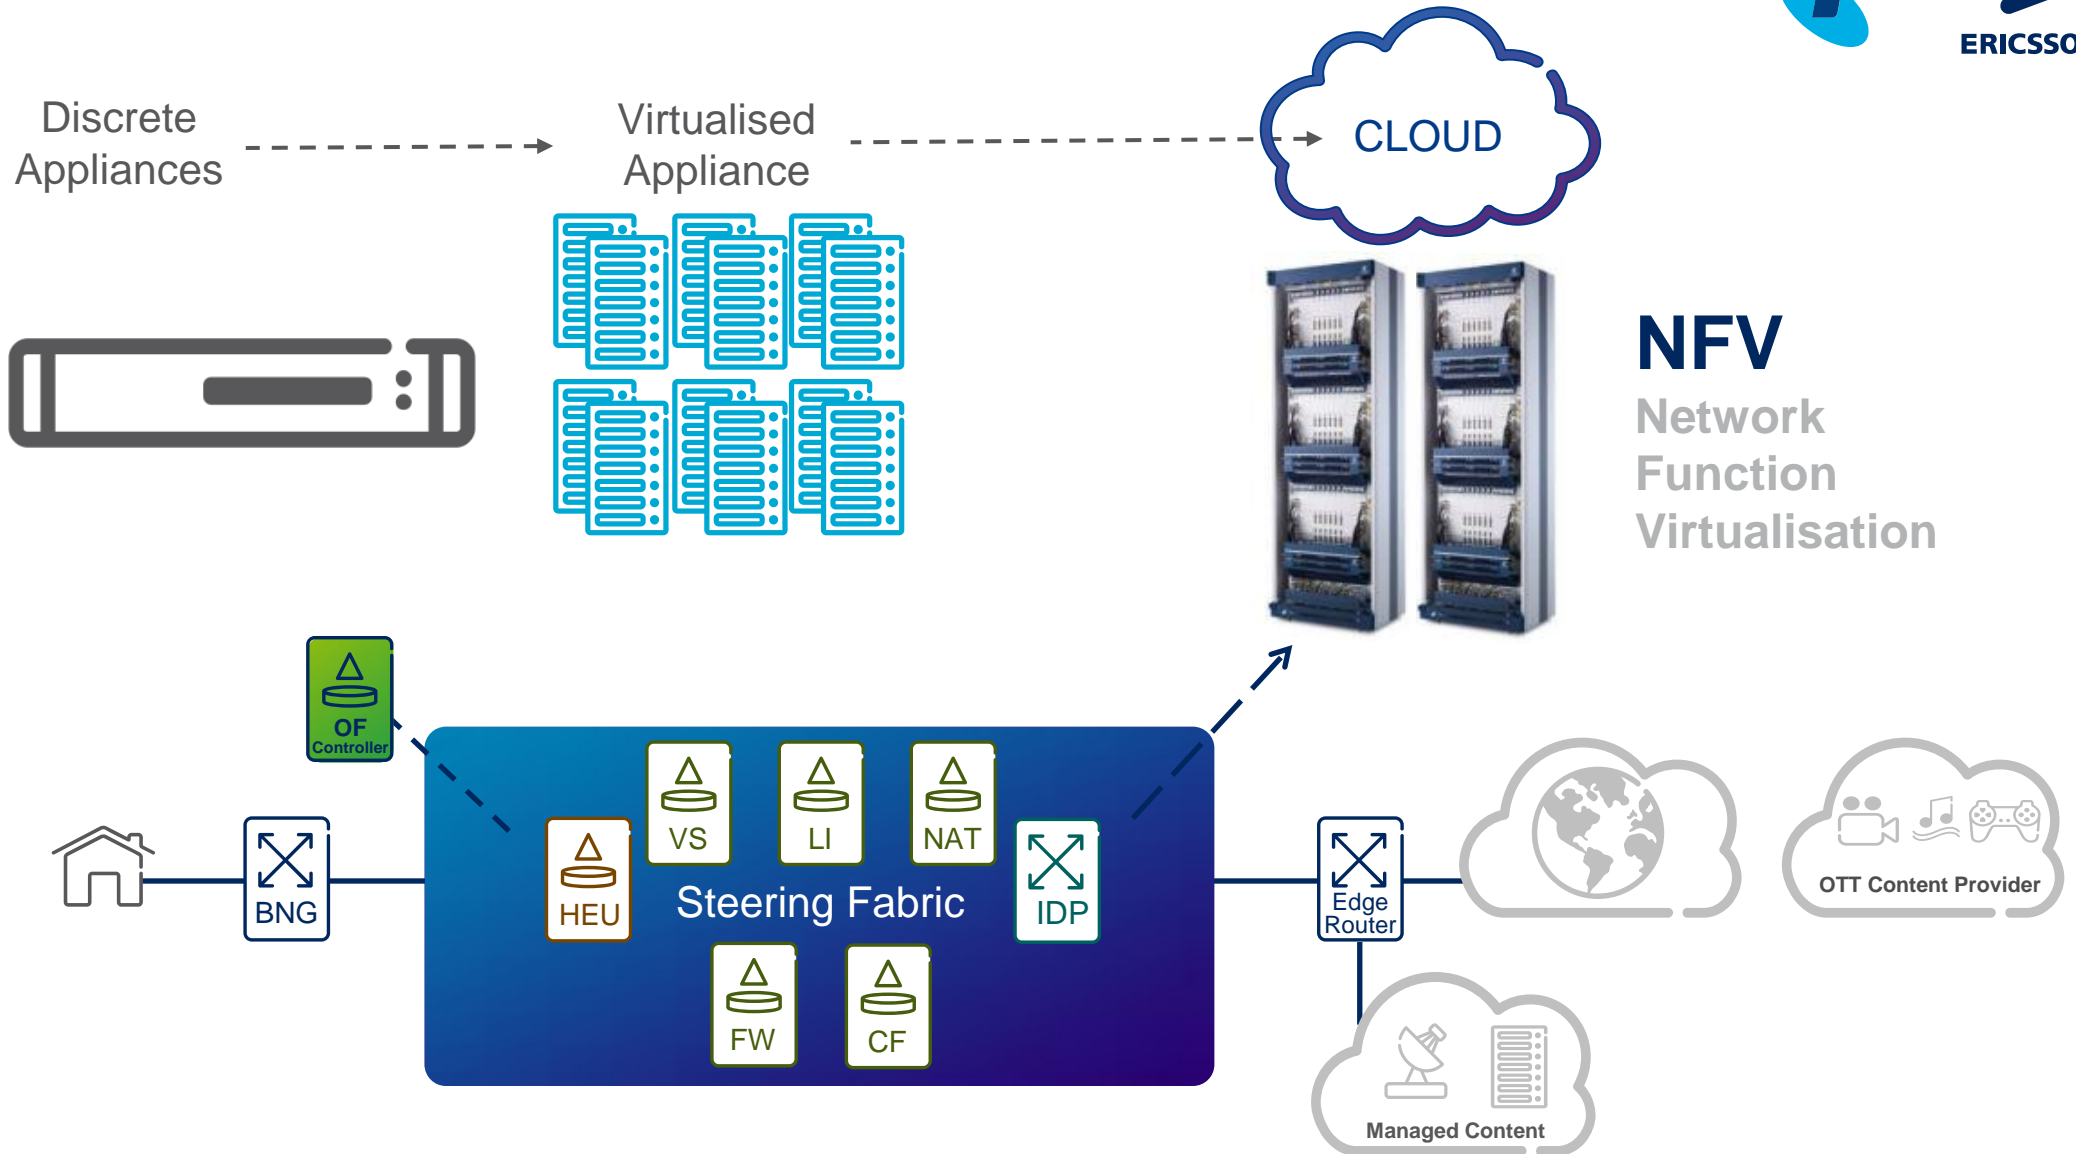 ERICSSO
Discrete
Appliances
Virtualised
Appliance
CLOUD
NFV
Network
Function
Virtualisation
OF
Controller
VS
LI
NAT
BNG
HEU
Steering Fabric
IDP
Edge
Router
OTT Content Provider
FW
CF
Managed Content